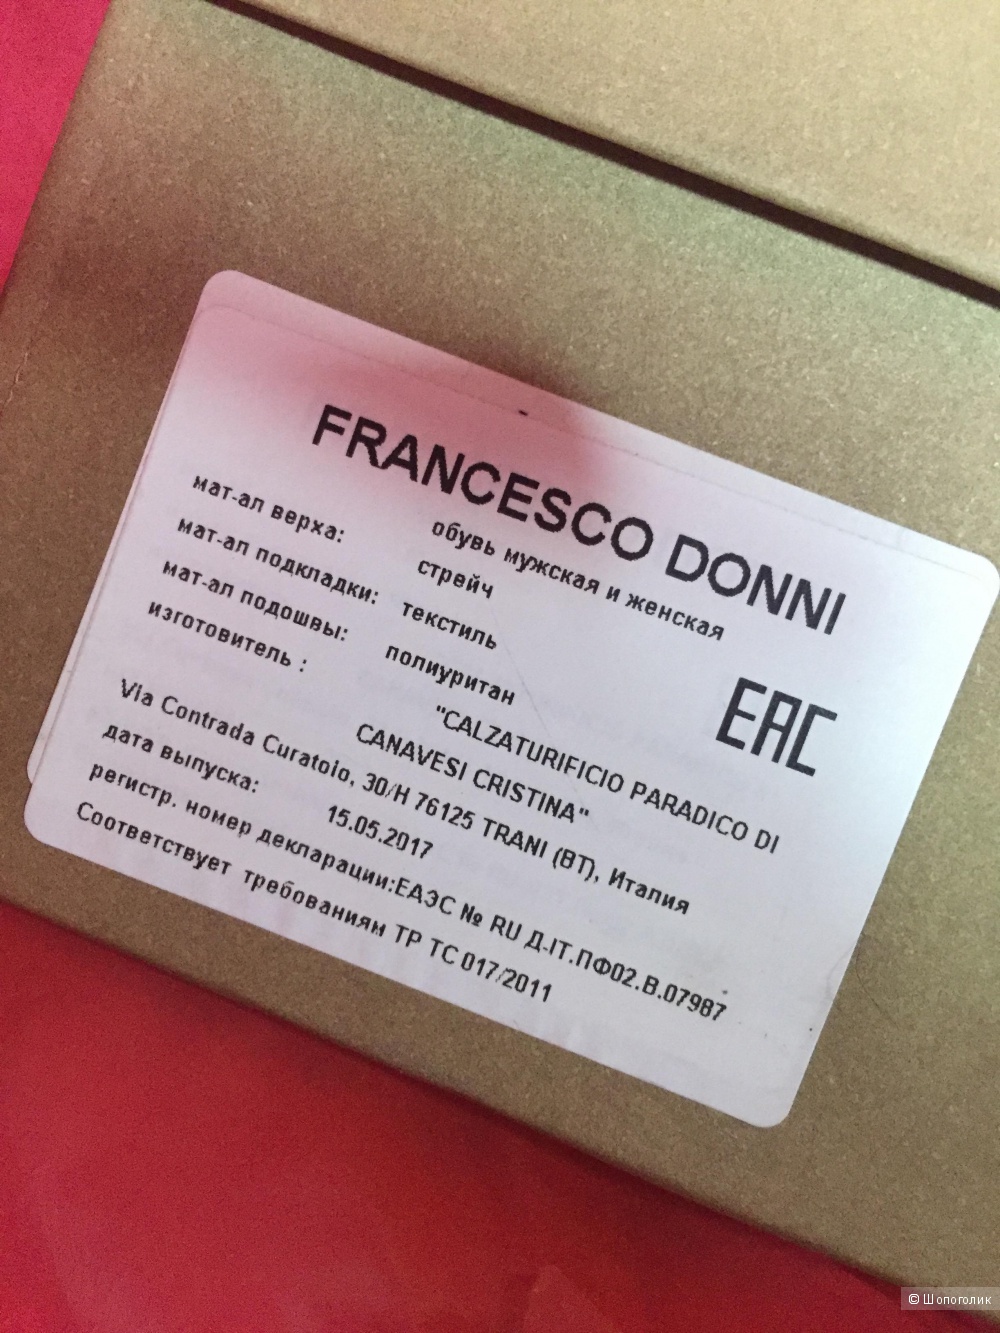 FRANCESCO DONNI
обувь мужская и женская
мат-ал верха: стрейч
мат-ал подкладки: текстиль
мат-ал подошвы: полиуритан
изготовитель :
"CALZATURIFICIO PARADICO DI
CANAVESI CRISTINA"
Via Contrada Curatoio, 30/H 76125 TRANI (BT), Италия
дата выпуска: 15.05.2017
регистр. номер декларации:ЕАЭС № RU Д-IT.ПФ02.В.07987
Соответствует требованиям ТР ТС 017/2011
EAC
© Шопоголик